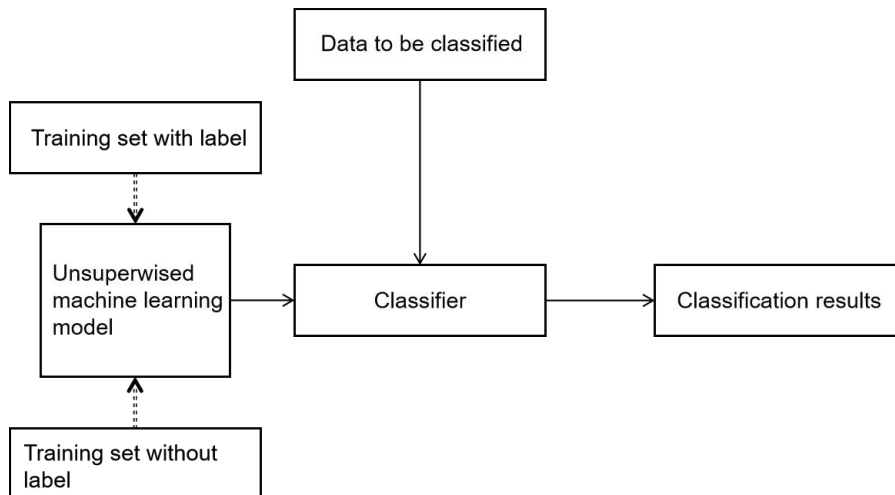 Data to be classified
Training set with label
Unsuperwised
machine learning
model
Classifier
Classification results
Training set without
label